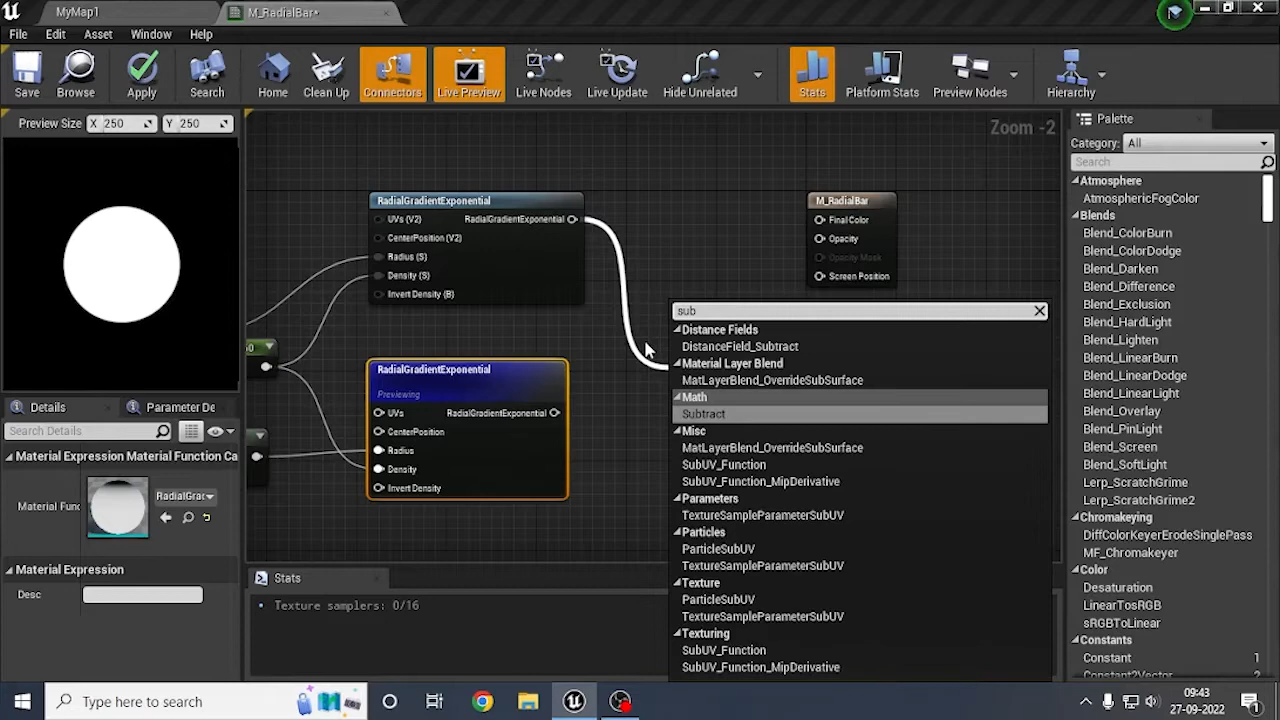 MyMap1
M_RadialBar*
File Edit Asset Window Help
Save Browse Apply Search Home Clean Up Connectors Live Preview Live Nodes Live Update Hide Unrelated Stats Platform Stats Preview Nodes Hierarchy
Preview Size X 250 Y 250
Zoom -2
Palette
Category: All
Search
Atmosphere
AtmosphericFogColor
Blends
Blend_ColorBurn
Blend_ColorDodge
Blend_Darken
Blend_Difference
Blend_Exclusion
Blend_HardLight
Blend_Lighten
Blend_LinearBurn
Blend_LinearDodge
Blend_LinearLight
Blend_Overlay
Blend_PinLight
Blend_Screen
Blend_SoftLight
Lerp_ScratchGrime
Lerp_ScratchGrime2
Chromakeying
DiffColorKeyerErodeSinglePass
MF_Chromakeyer
Color
Desaturation
LinearTosRGB
sRGBToLinear
Constants
Constant 1
Constant2Vector
RadialGradientExponential
UVs (V2) RadialGradientExponential
CenterPosition (V2)
Radius (S)
Density (S)
Invert Density (B)
M_RadialBar
Final Color
Opacity
Opacity Mask
Screen Position
RadialGradientExponential
Previewing
UVs RadialGradientExponential
CenterPosition
Radius
Density
Invert Density
sub
Distance Fields
DistanceField_Subtract
Material Layer Blend
MatLayerBlend_OverrideSubSurface
Math
Subtract
Misc
MatLayerBlend_OverrideSubSurface
SubUV_Function
SubUV_Function_MipDerivative
Parameters
TextureSampleParameterSubUV
Particles
ParticleSubUV
TextureSampleParameterSubUV
Texture
ParticleSubUV
TextureSampleParameterSubUV
Texturing
SubUV_Function
SubUV_Function_MipDerivative
Details Parameter De
Search Details
Material Expression Material Function Ca
Material Func RadialGrac
Material Expression
Desc
Stats
Texture samplers: 0/16
Type here to search
09:43
27-09-2022
1